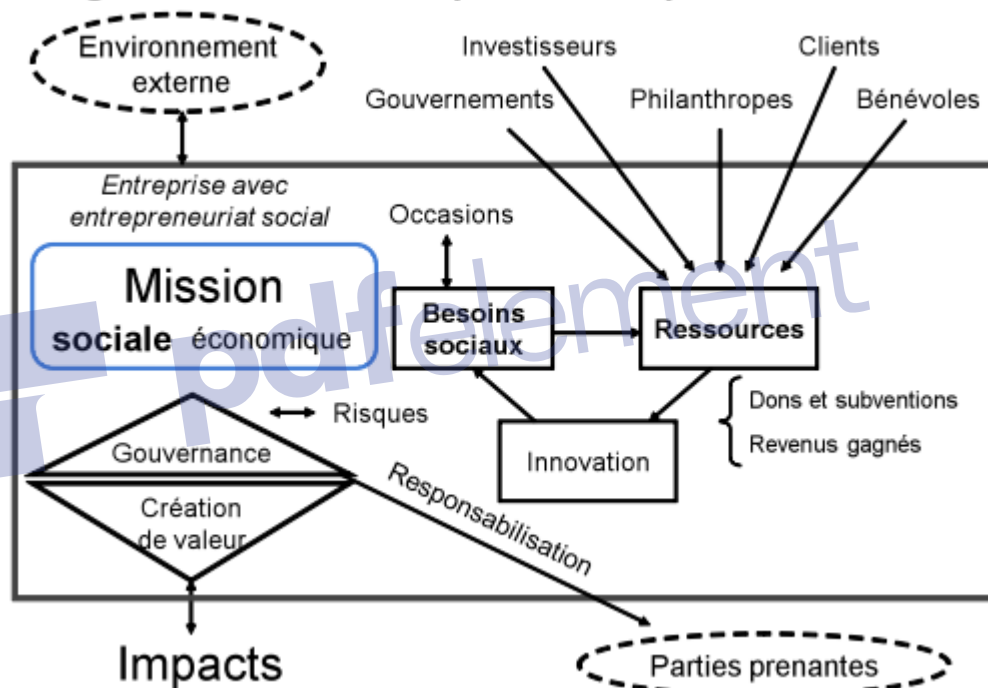 Environnement
externe
Investisseurs
Clients
Gouvernements
Philanthropes
Bénévoles
Entreprise avec
entrepreneuriat social
Occasions
Mission
sociale économique
Besoins
sociaux
Ressources
Risques
Dons et subventions
Revenus gagnés
Gouvernance
Innovation
Création
de valeur
Responsabilisation
Impacts
Parties prenantes
pdfelement